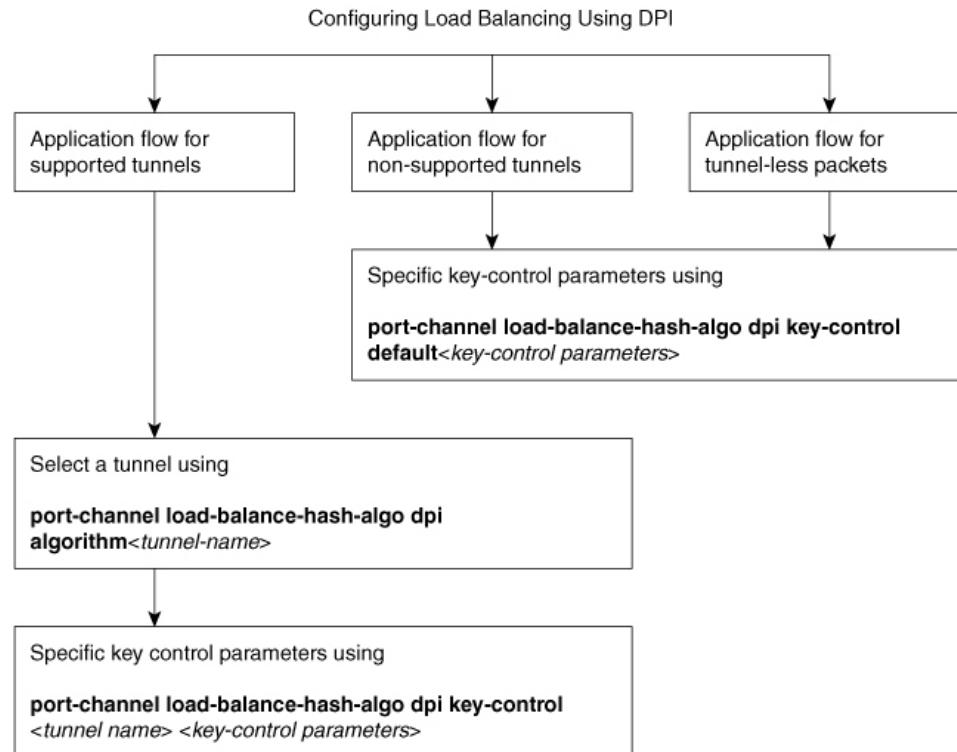 Configuring Load Balancing Using DPI
Application flow for
supported tunnels
Application flow for
non-supported tunnels
Application flow for
tunnel-less packets
Specific key-control parameters using
port-channel load-balance-hash-algo dpi key-control
default<key-control parameters>
Select a tunnel using
port-channel load-balance-hash-algo dpi
algorithm<tunnel-name>
Specific key control parameters using
port-channel load-balance-hash-algo dpi key-control
<tunnel name> <key-control parameters>